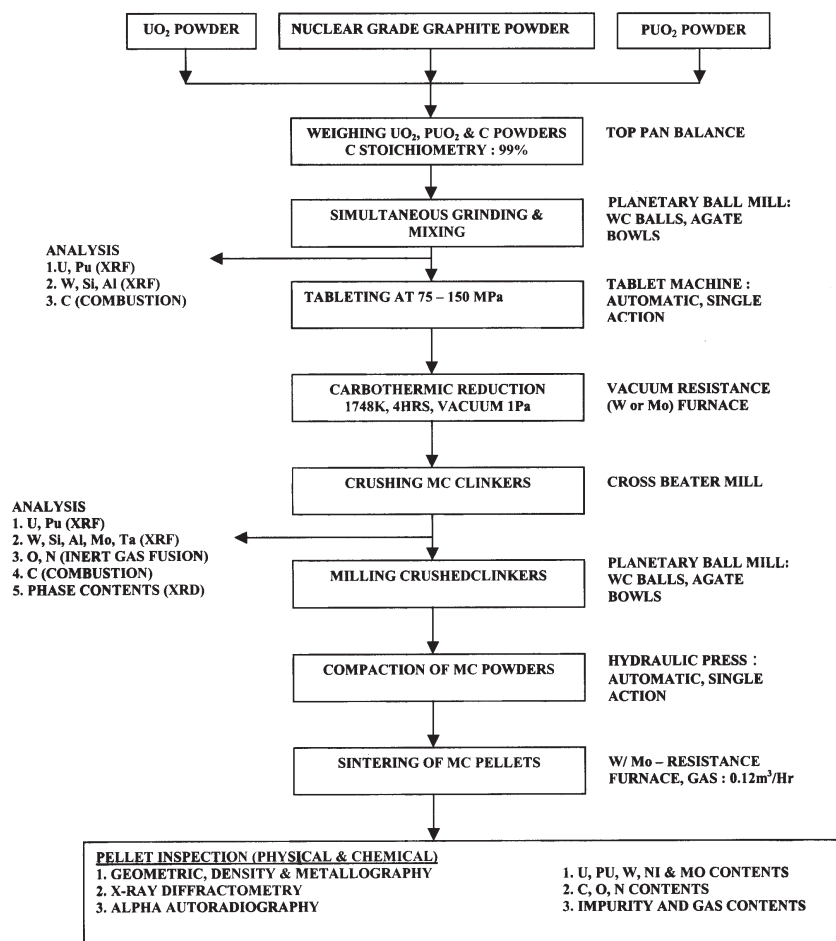 UO₂ POWDER
NUCLEAR GRADE GRAPHITE POWDER
PUO₂ POWDER
WEIGHING UO₂, PUO₂ & C POWDERS
C STOICHIOMETRY : 99%
TOP PAN BALANCE
SIMULTANEOUS GRINDING &
MIXING
PLANETARY BALL MILL:
WC BALLS, AGATE
BOWLS
ANALYSIS
1.U, Pu (XRF)
2. W, Si, Al (XRF)
3. C (COMBUSTION)
TABLETING AT 75 – 150 MPa
TABLET MACHINE :
AUTOMATIC, SINGLE
ACTION
CARBOTHERMIC REDUCTION
1748K, 4HRS, VACUUM 1Pa
VACUUM RESISTANCE
(W or Mo) FURNACE
CRUSHING MC CLINKERS
CROSS BEATER MILL
ANALYSIS
1. U, Pu (XRF)
2. W, Si, Al, Mo, Ta (XRF)
3. O, N (INERT GAS FUSION)
4. C (COMBUSTION)
5. PHASE CONTENTS (XRD)
MILLING CRUSHEDCLINKERS
PLANETARY BALL MILL:
WC BALLS, AGATE
BOWLS
COMPACTION OF MC POWDERS
HYDRAULIC PRESS :
AUTOMATIC, SINGLE
ACTION
SINTERING OF MC PELLETS
W/ Mo – RESISTANCE
FURNACE, GAS : 0.12m³/Hr
PELLET INSPECTION (PHYSICAL & CHEMICAL)
1. GEOMETRIC, DENSITY & METALLOGRAPHY
2. X-RAY DIFFRACTOMETRY
3. ALPHA AUTORADIOGRAPHY
1. U, PU, W, NI & MO CONTENTS
2. C, O, N CONTENTS
3. IMPURITY AND GAS CONTENTS